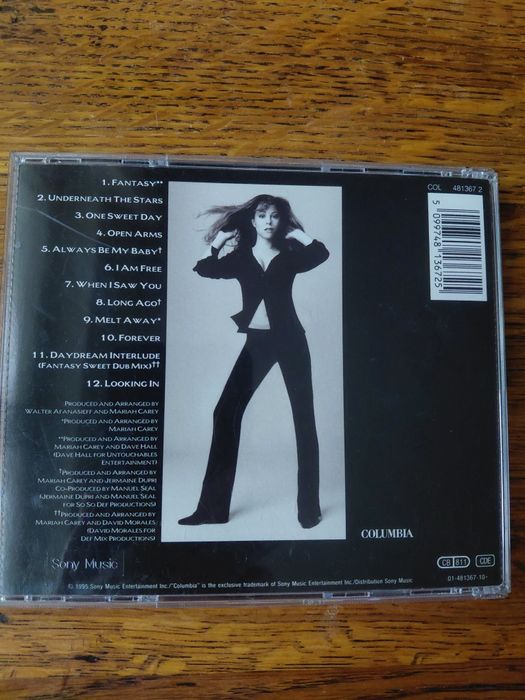 1. FANTASY**
2. UNDERNEATH THE STARS
3. ONE SWEET DAY
4. OPEN ARMS
5. ALWAYS BE MY BABY†
6. I AM FREE
7. WHEN I SAW YOU
8. LONG AGO†
9. MELT AWAY*
10. FOREVER
11. DAYDREAM INTERLUDE
(FANTASY SWEET DUB MIX)††
12. LOOKING IN
PRODUCED AND ARRANGED BY
WALTER AFANASIEFF AND MARIAH CAREY
*PRODUCED AND ARRANGED BY
MARIAH CAREY
**PRODUCED AND ARRANGED BY
MARIAH CAREY AND DAVE HALL
(DAVE HALL FOR UNTOUCHABLES
ENTERTAINMENT)
†PRODUCED AND ARRANGED BY
MARIAH CAREY AND JERMAINE DUPRI
CO-PRODUCED BY MANUEL SEAL
(JERMAINE DUPRI AND MANUEL SEAL
FOR SO SO DEF PRODUCTIONS)
††PRODUCED AND ARRANGED BY
MARIAH CAREY AND DAVID MORALES
(DAVID MORALES FOR
DEF MIX PRODUCTIONS)
Sony Music
COL 481367 2
5 099748 136725
COLUMBIA
CB 811 CDE
01-481367-10+
© 1995 Sony Music Entertainment Inc./"Columbia" is the exclusive trademark of Sony Music Entertainment Inc./Distribution Sony Music